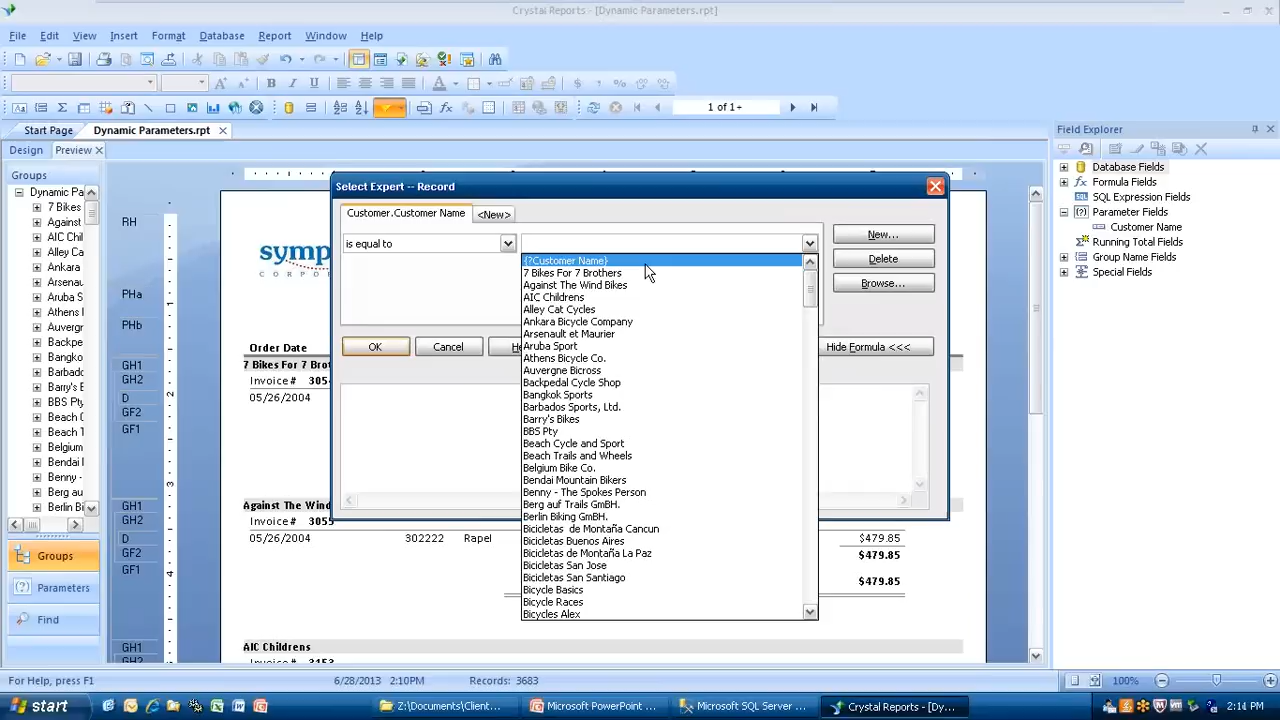 Crystal Reports - [Dynamic Parameters.rpt]
File Edit View Insert Format Database Report Window Help
1 of 1+
Start Page Dynamic Parameters.rpt
Design Preview
Field Explorer
Groups
Dynamic Pa
7 Bikes
Against
AIC Chil
Alley Ca
Ankara
Arsenau
Aruba S
Athens
Auverg
Backpe
Bangko
Barbado
Barry's
BBS Pty
Beach C
Beach T
Belgium
Bendai
Benny -
Berg au
Berlin Bi
Groups
Parameters
Find
RH
PHa
PHb
GH1
GH2
D
GF2
GF1
GH1
GH2
D
GF2
GF1
GH1
GH2
1
2
3
4
symp
CORPO
Order Date
7 Bikes For 7 Brot
Invoice # 305
05/26/2004
Against The Wind
Invoice # 3055
05/26/2004 302222 Rapel $479.85
$479.85
$479.85
AIC Childrens
Invoice # 3153
Select Expert -- Record
Customer.Customer Name <New>
is equal to
New...
Delete
Browse...
OK Cancel He Hide Formula <<<
{?Customer Name}
7 Bikes For 7 Brothers
Against The Wind Bikes
AIC Childrens
Alley Cat Cycles
Ankara Bicycle Company
Arsenault et Maurier
Aruba Sport
Athens Bicycle Co.
Auvergne Bicross
Backpedal Cycle Shop
Bangkok Sports
Barbados Sports, Ltd.
Barry's Bikes
BBS Pty
Beach Cycle and Sport
Beach Trails and Wheels
Belgium Bike Co.
Bendai Mountain Bikers
Benny - The Spokes Person
Berg auf Trails GmBH.
Berlin Biking GmBH.
Bicicletas de Montaña Cancun
Bicicletas Buenos Aires
Bicicletas de Montaña La Paz
Bicicletas San Jose
Bicicletas San Santiago
Bicycle Basics
Bicycle Races
Bicycles Alex
Database Fields
Formula Fields
SQL Expression Fields
Parameter Fields
Customer Name
Running Total Fields
Group Name Fields
Special Fields
For Help, press F1 6/28/2013 2:10PM Records: 3683 100%
start Z:\Documents\Client... Microsoft PowerPoint ... Microsoft SQL Server ... Crystal Reports - [Dy... 2:14 PM